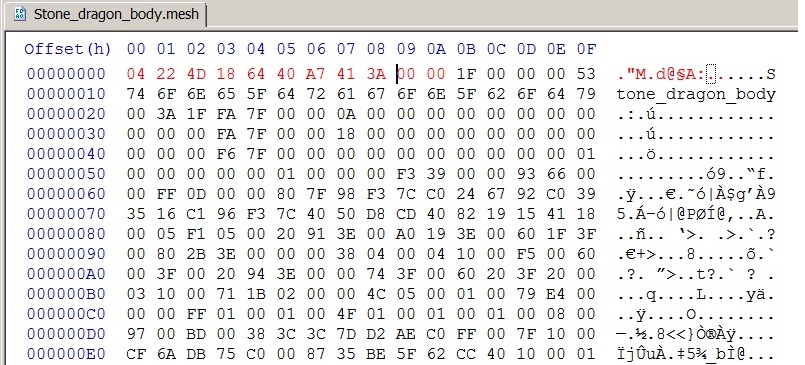 Stone_dragon_body.mesh
Offset(h) 00 01 02 03 04 05 06 07 08 09 0A 0B 0C 0D 0E 0F
00000000 04 22 4D 18 64 40 A7 41 3A 00 00 1F 00 00 00 53 ."M.d@§A:......S
00000010 74 6F 6E 65 5F 64 72 61 67 6F 6E 5F 62 6F 64 79 tone_dragon_body
00000020 00 3A 1F FA 7F 00 00 0A 00 00 00 00 00 00 00 00 .:.ú............
00000030 00 00 00 FA 7F 00 00 18 00 00 00 00 00 00 00 00 ...ú............
00000040 00 00 00 F6 7F 00 00 00 00 00 00 00 00 00 00 01 ...ö............
00000050 00 00 00 00 00 01 00 00 00 F3 39 00 00 93 66 00 .........ó9..“f.
00000060 00 FF 0D 00 00 80 7F 98 F3 7C C0 24 67 92 C0 39 .ÿ...€.˜ó|À$g’À9
00000070 35 16 C1 96 F3 7C 40 50 D8 CD 40 82 19 15 41 18 5.Á–ó|@PØÍ@‚..A.
00000080 00 05 F1 05 00 20 91 3E 00 A0 19 3E 00 60 1F 3F ..ñ.. ‘>. .>.`.?
00000090 00 80 2B 3E 00 00 00 38 04 00 04 10 00 F5 00 60 .€+>...8.....õ.`
000000A0 00 3F 00 20 94 3E 00 00 74 3F 00 60 20 3F 20 00 .?. ”>..t?.` ? .
000000B0 03 10 00 71 1B 02 00 00 4C 05 00 01 00 79 E4 00 ...q....L....yä.
000000C0 00 00 FF 01 00 01 00 4F 01 00 01 00 01 00 08 00 ..ÿ....O........
000000D0 97 00 BD 00 38 3C 3C 7D D2 AE C0 FF 00 7F 10 00 —.½.8<<}Ò®Àÿ....
000000E0 CF 6A DB 75 C0 00 87 35 BE 5F 62 CC 40 10 00 01 ÏjÛuÀ.‡5¾_bÌ@...